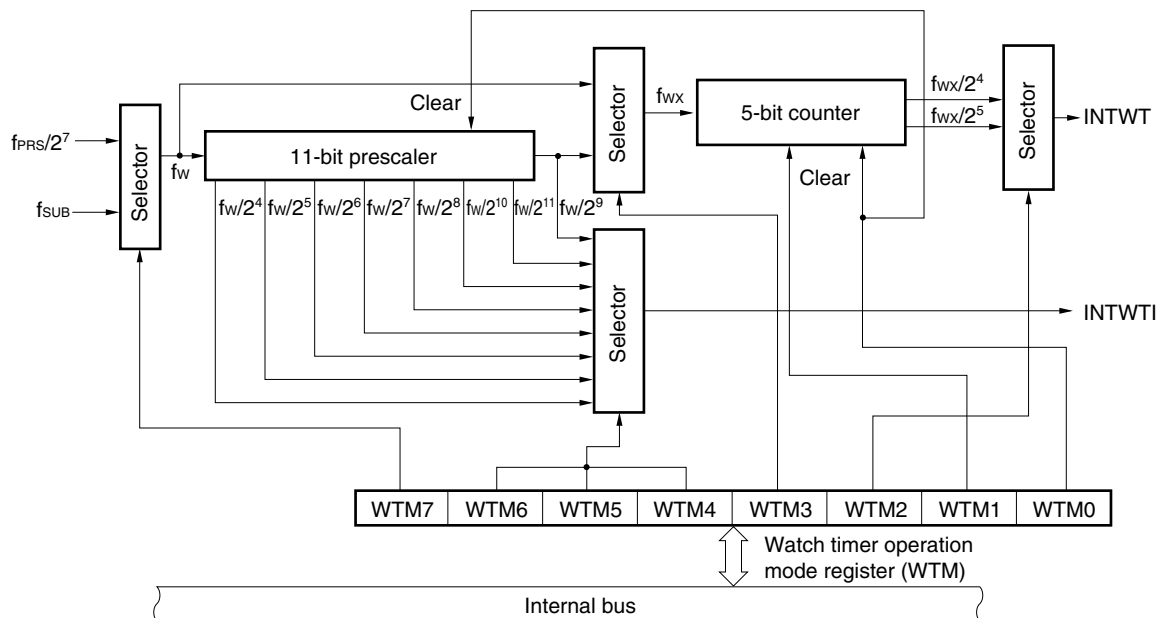 Clear
fPRS/2⁷
fSUB
Selector
fW
11-bit prescaler
fW/2⁴ fW/2⁵ fW/2⁶ fW/2⁷ fW/2⁸ fW/2¹⁰ fW/2¹¹ fW/2⁹
Selector
fWX
5-bit counter
Clear
fWX/2⁴
fWX/2⁵
Selector
INTWT
Selector
INTWTI
WTM7 WTM6 WTM5 WTM4 WTM3 WTM2 WTM1 WTM0
Watch timer operation
mode register (WTM)
Internal bus